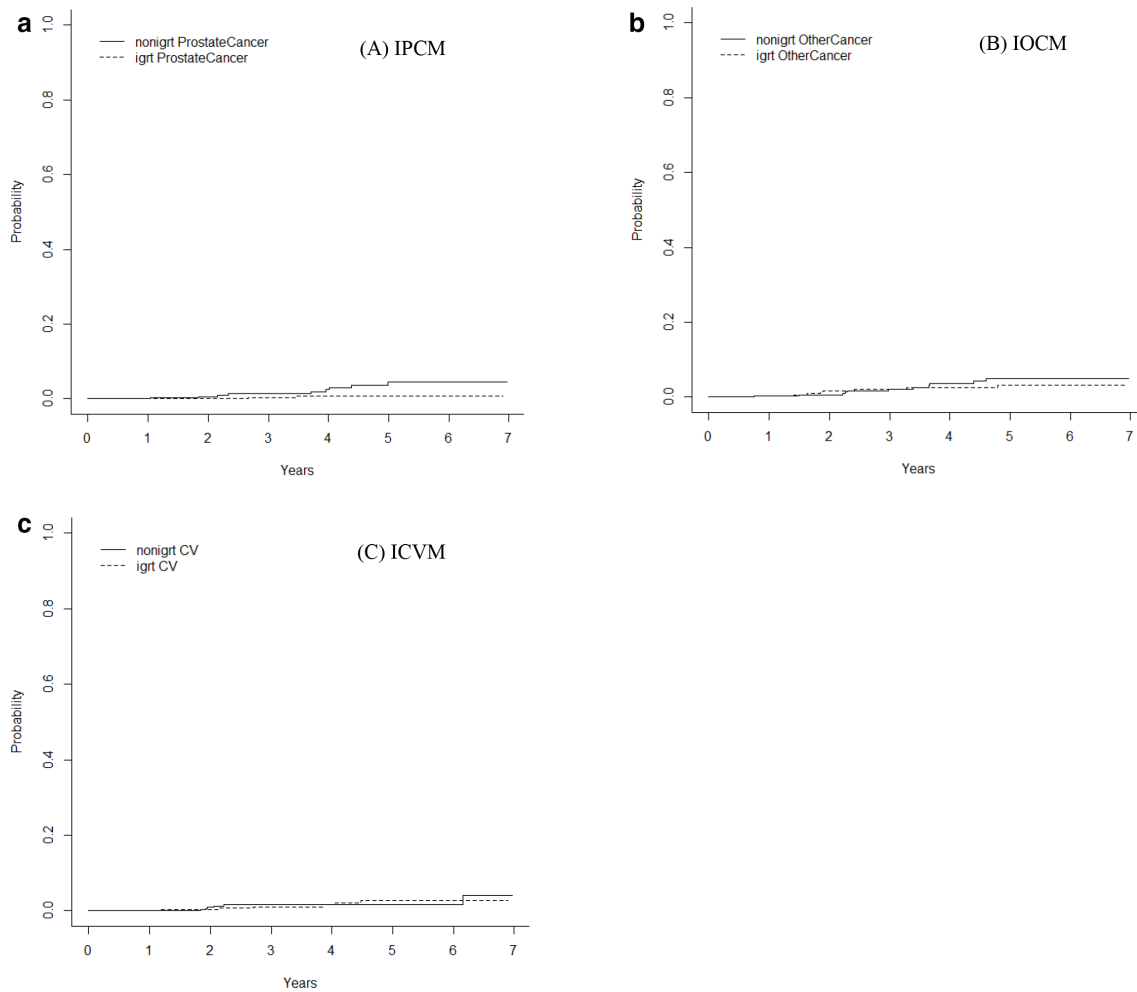 a
nonigrt ProstateCancer
igrt ProstateCancer
(A) IPCM
1.0
0.8
0.6
0.4
0.2
0.0
Probability
0 1 2 3 4 5 6 7
Years
b
nonigrt OtherCancer
igrt OtherCancer
(B) IOCM
1.0
0.8
0.6
0.4
0.2
0.0
Probability
0 1 2 3 4 5 6 7
Years
c
nonigrt CV
igrt CV
(C) ICVM
1.0
0.8
0.6
0.4
0.2
0.0
Probability
0 1 2 3 4 5 6 7
Years